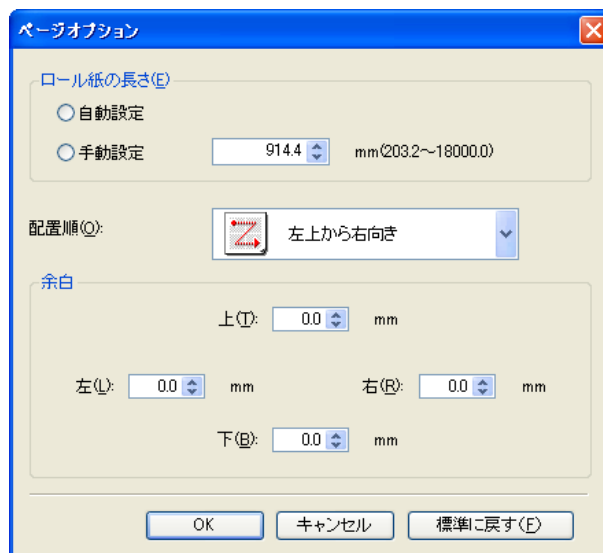 ページオプション
ロール紙の長さ(E)
自動設定
手動設定 914.4 mm(203.2～18000.0)
配置順(O): 左上から右向き
余白
上(T): 0.0 mm
左(L): 0.0 mm 右(R): 0.0 mm
下(B): 0.0 mm
OK キャンセル 標準に戻す(F)